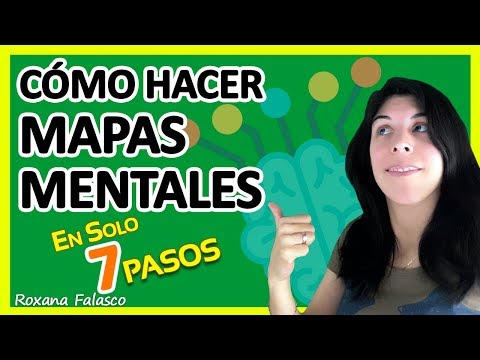 CÓMO HACER
MAPAS
MENTALES
EN SOLO
7 PASOS
Roxana Falasco